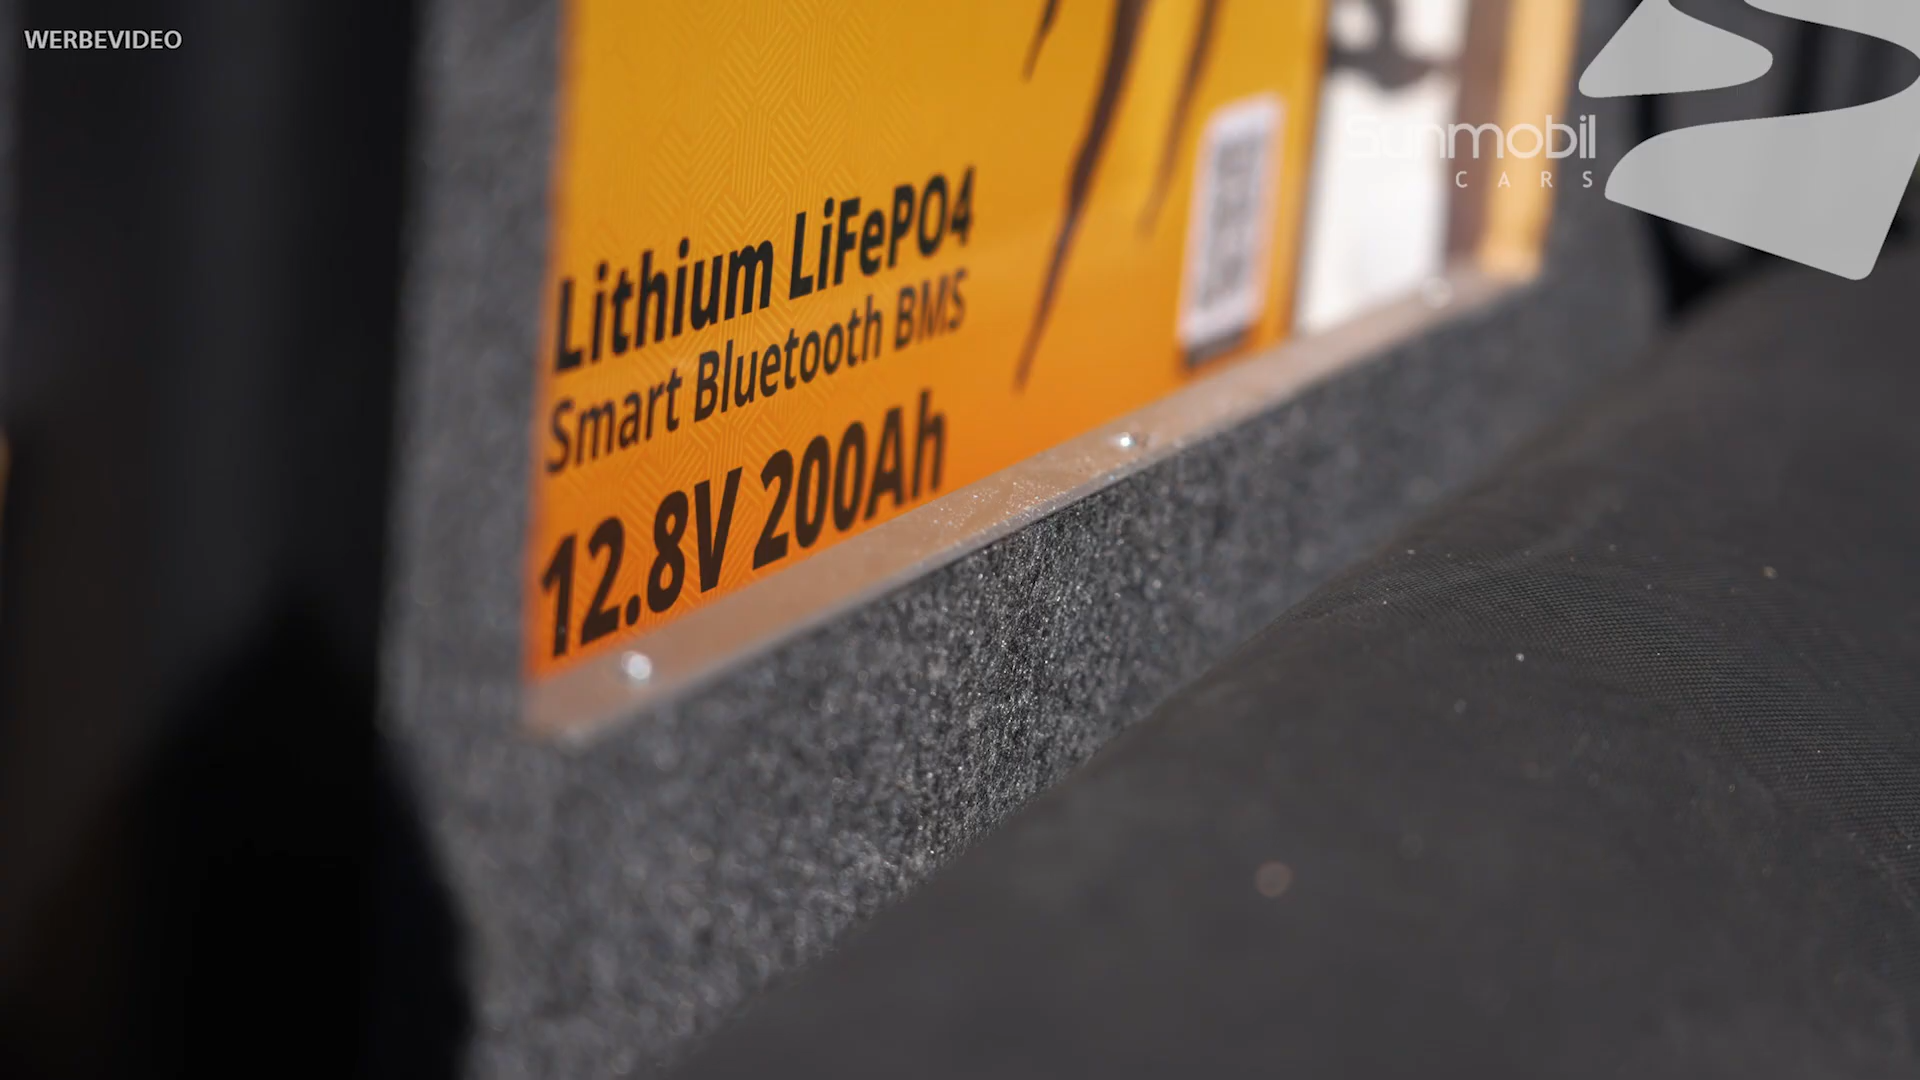 WERBEVIDEO
Sunmobil
CARS
Lithium LiFePO4
Smart Bluetooth BMS
12.8V 200Ah